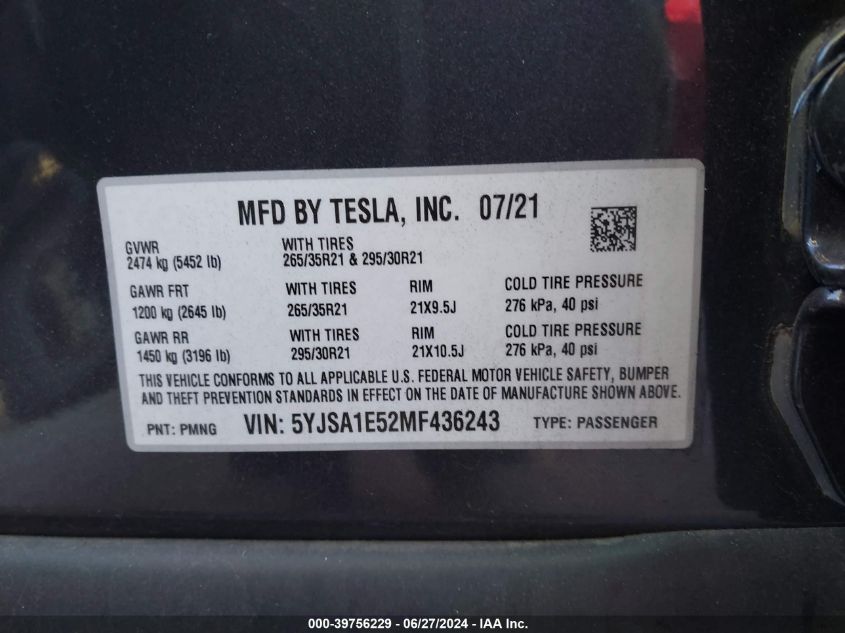 MFD BY TESLA, INC. 07/21
GVWR WITH TIRES
2474 kg (5452 lb) 265/35R21 & 295/30R21
GAWR FRT WITH TIRES RIM COLD TIRE PRESSURE
1200 kg (2645 lb) 265/35R21 21X9.5J 276 kPa, 40 psi
GAWR RR WITH TIRES RIM COLD TIRE PRESSURE
1450 kg (3196 lb) 295/30R21 21X10.5J 276 kPa, 40 psi
THIS VEHICLE CONFORMS TO ALL APPLICABLE U.S. FEDERAL MOTOR VEHICLE SAFETY, BUMPER
AND THEFT PREVENTION STANDARDS IN EFFECT ON THE DATE OF MANUFACTURE SHOWN ABOVE.
PNT: PMNG VIN: 5YJSA1E52MF436243 TYPE: PASSENGER
000-39756229 - 06/27/2024 - IAA Inc.